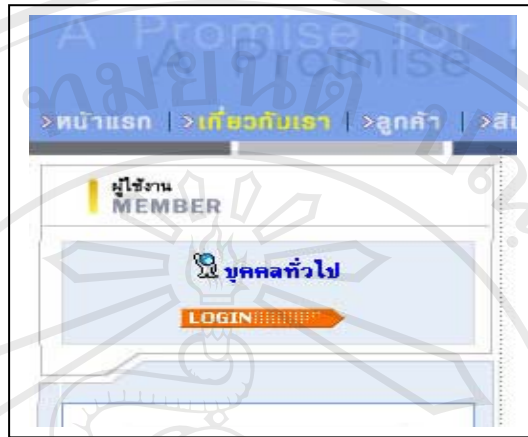 A Promise for
A Promise
>หน้าแรก | >เกี่ยวกับเรา | >ลูกค้า | >สิน
ผู้ใช้งาน
MEMBER
บุคคลทั่วไป
LOGIN